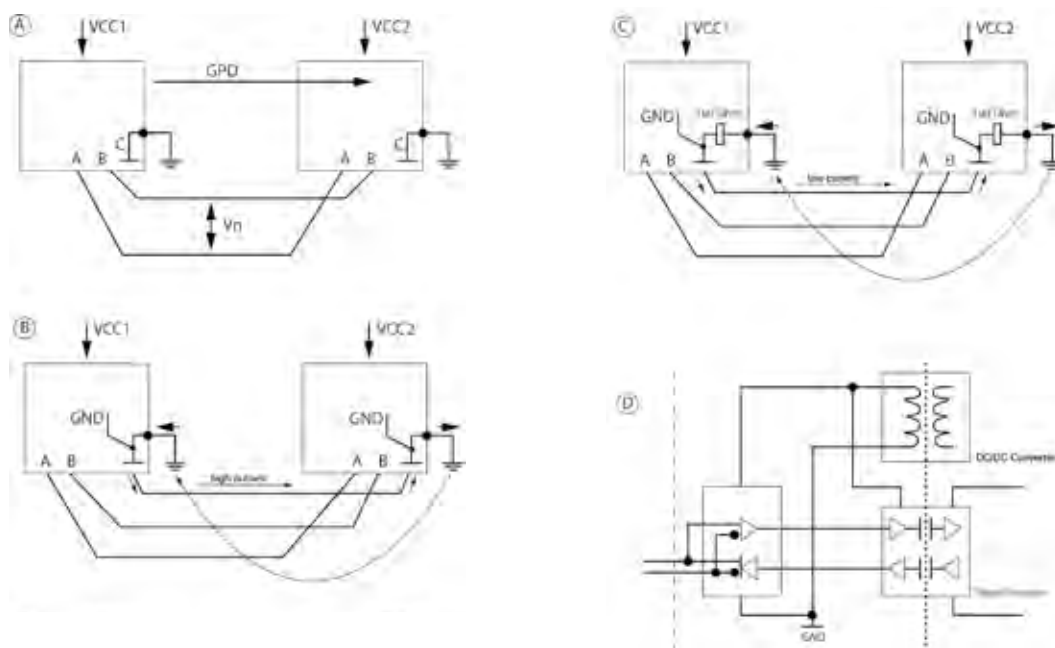 A
VCC1
VCC2
GPD
C
C
A B
A B
Vn
B
VCC1
VCC2
GND
GND
A B
A B
high current
C
VCC1
VCC2
GND
GND
A B
A B
low current
D
DC/DC Converter
GND